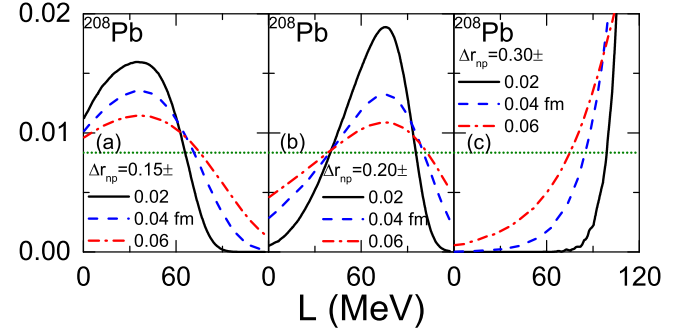 0.02
0.01
0.00
²⁰⁸Pb
(a)
Δrₙₚ=0.15±
0.02
0.04 fm
0.06
²⁰⁸Pb
(b)
Δrₙₚ=0.20±
0.02
0.04 fm
0.06
²⁰⁸Pb
Δrₙₚ=0.30±
0.02
0.04 fm
0.06
(c)
0 60 0 60 0 60 120
L (MeV)